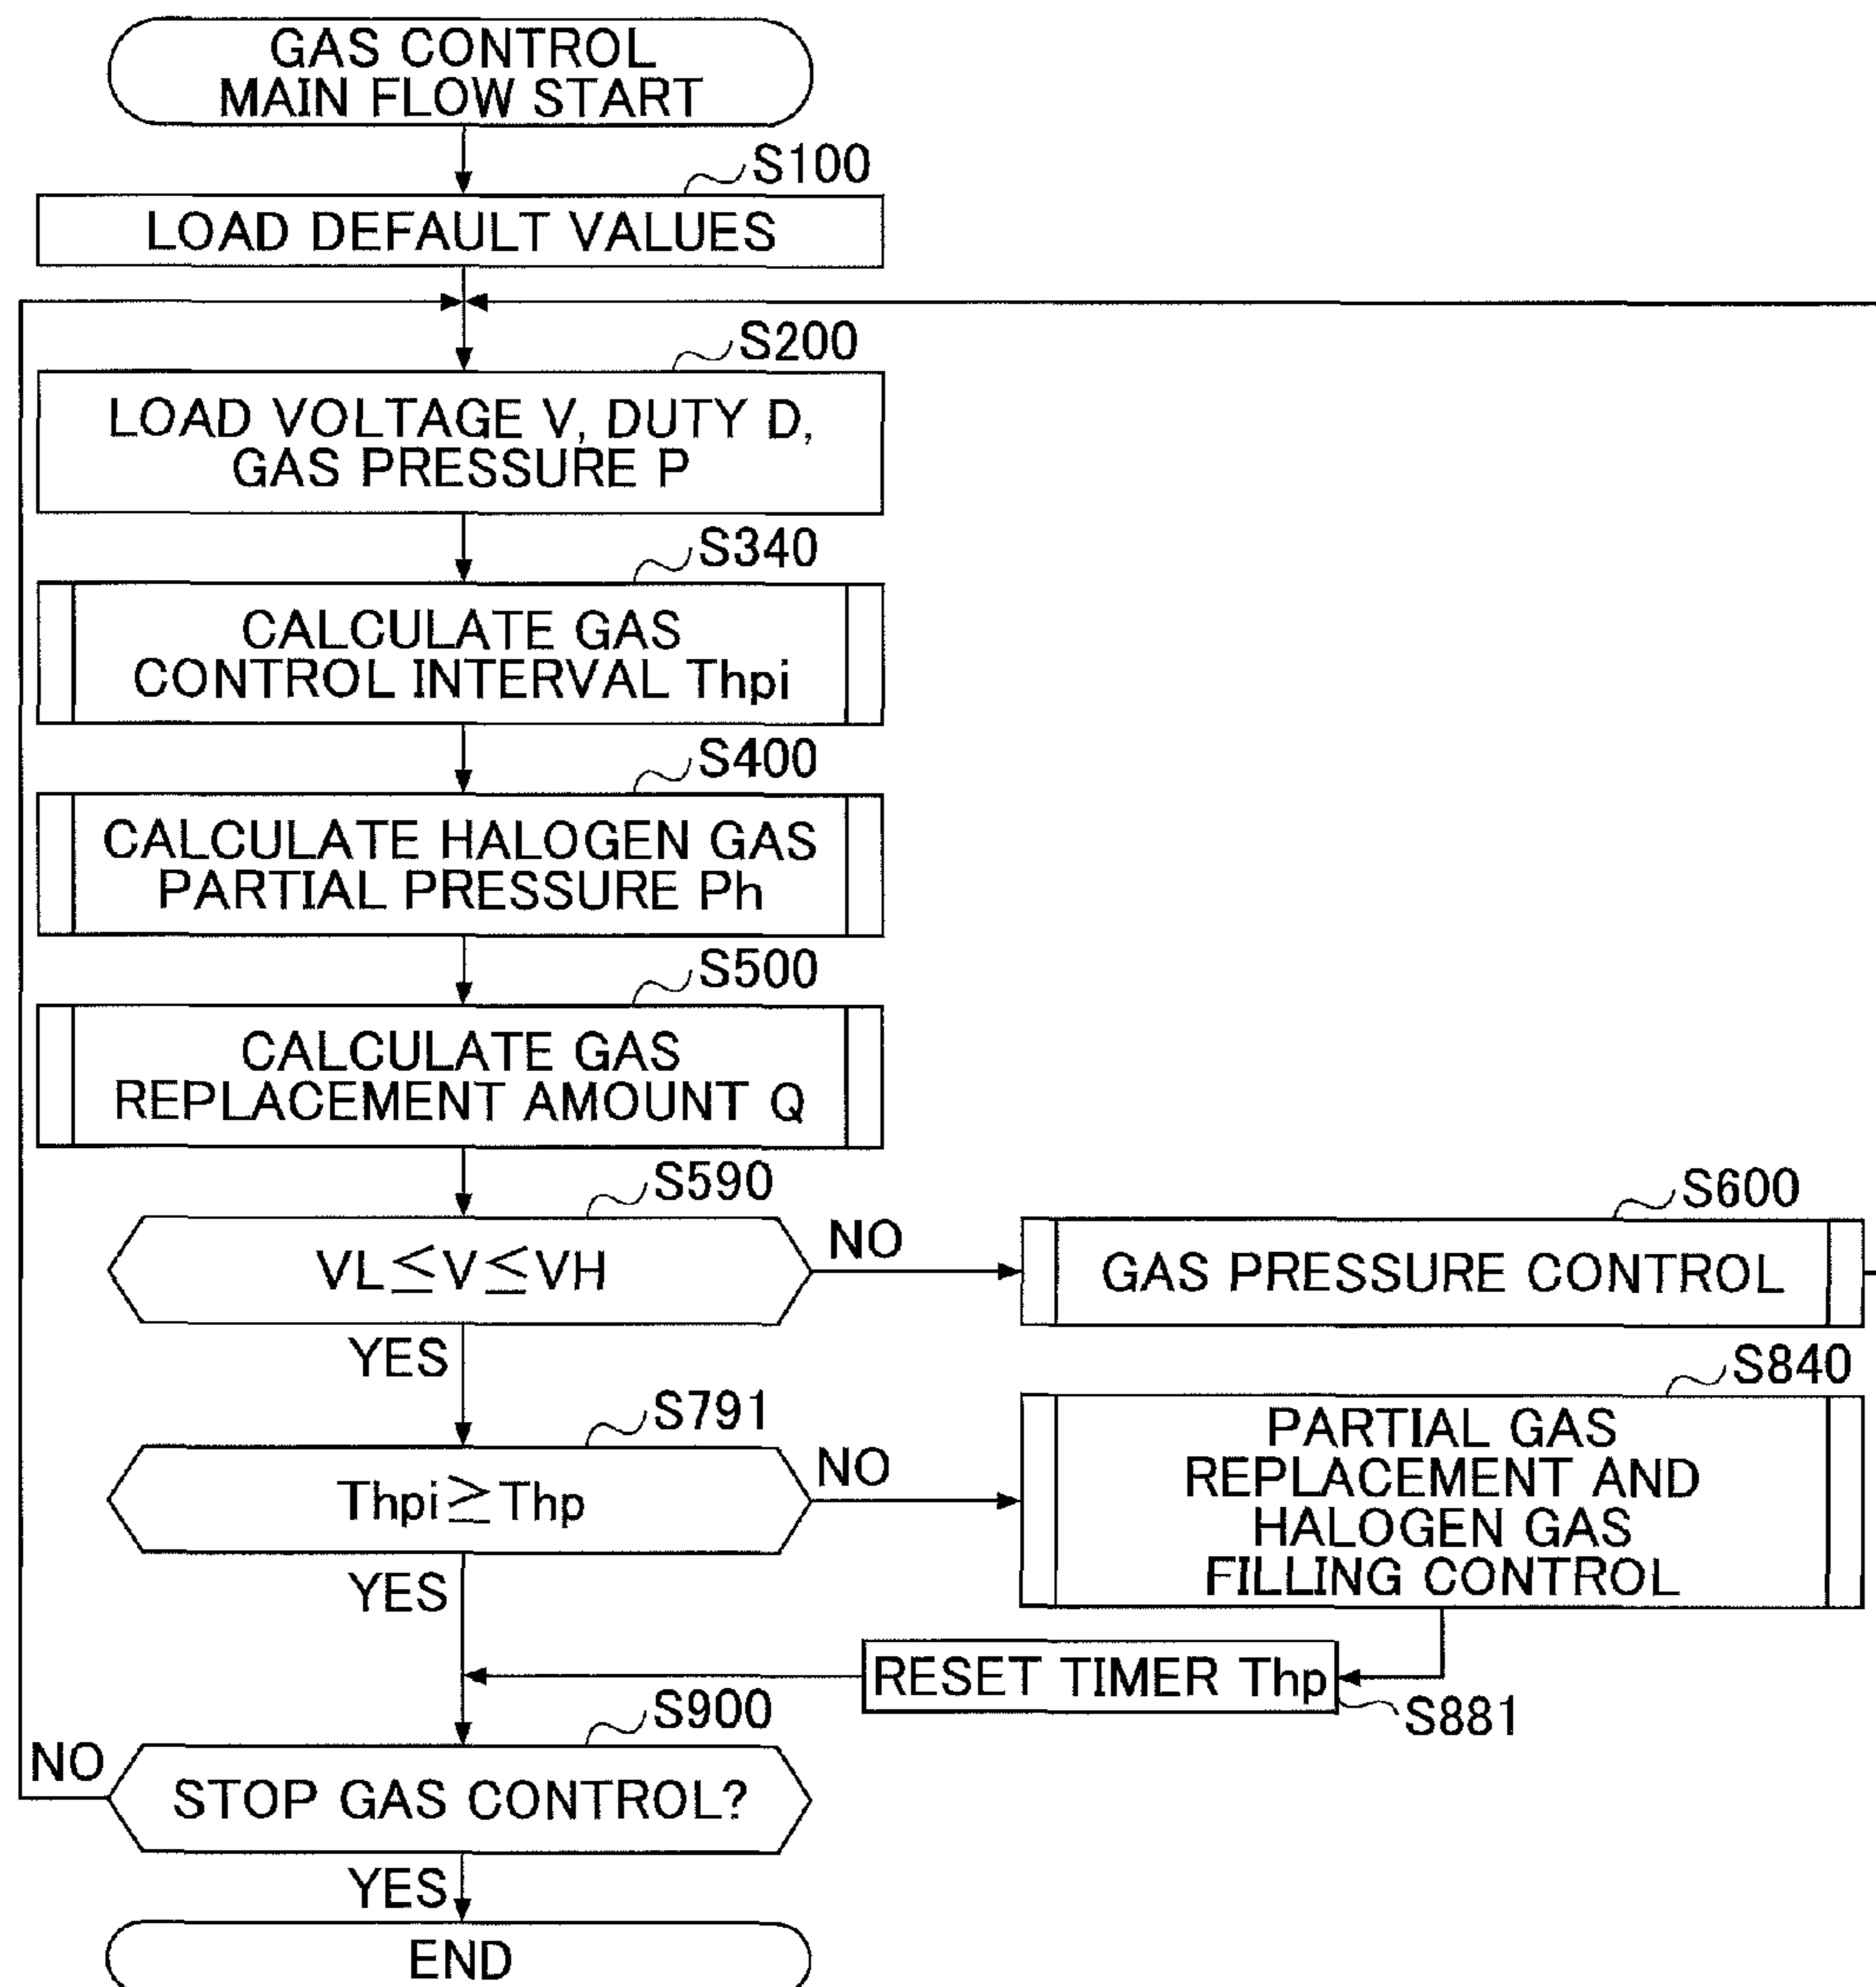 GAS CONTROL
MAIN FLOW START
S100
LOAD DEFAULT VALUES
S200
LOAD VOLTAGE V, DUTY D,
GAS PRESSURE P
S340
CALCULATE GAS
CONTROL INTERVAL Thpi
S400
CALCULATE HALOGEN GAS
PARTIAL PRESSURE Ph
S500
CALCULATE GAS
REPLACEMENT AMOUNT Q
S590
VL≦V≦VH
NO
S600
GAS PRESSURE CONTROL
YES
S791
Thpi≧Thp
NO
S840
PARTIAL GAS
REPLACEMENT AND
HALOGEN GAS
FILLING CONTROL
YES
RESET TIMER Thp
S881
S900
NO
STOP GAS CONTROL?
YES
END